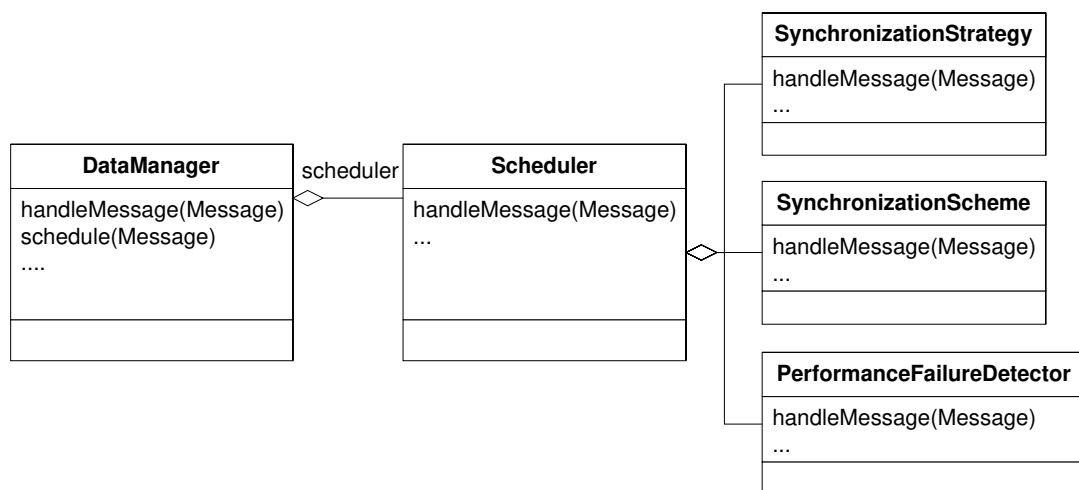 DataManager
handleMessage(Message)
schedule(Message)
....
scheduler
Scheduler
handleMessage(Message)
...
SynchronizationStrategy
handleMessage(Message)
...
SynchronizationScheme
handleMessage(Message)
...
PerformanceFailureDetector
handleMessage(Message)
...